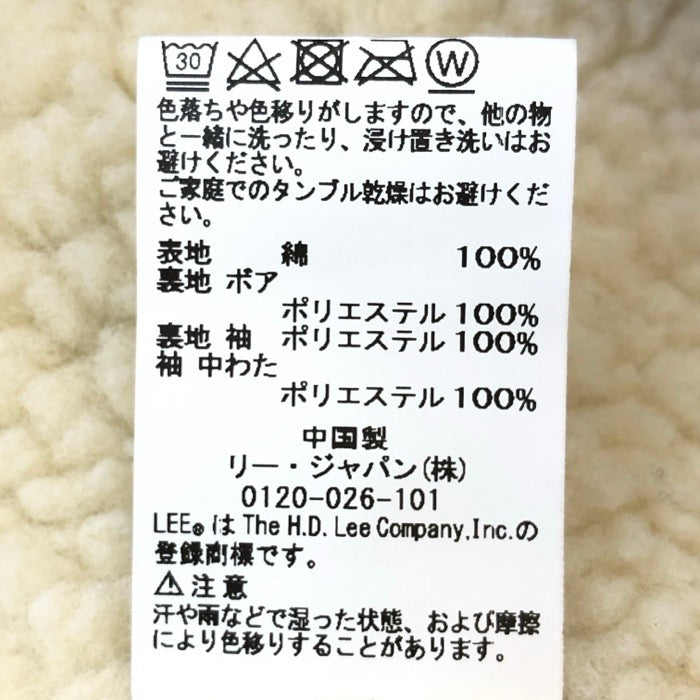 30 W
色落ちや色移りがしますので、他の物
と一緒に洗ったり、浸け置き洗いはお
避けください。
ご家庭でのタンブル乾燥はお避けくだ
さい。
表地 綿 100%
裏地 ボア
ポリエステル 100%
裏地 袖 ポリエステル 100%
袖 中わた
ポリエステル 100%
中国製
リー・ジャパン(株)
0120-026-101
LEE®は The H.D. Lee Company,Inc.の
登録商標です。
⚠注意
汗や雨などで湿った状態、および摩擦
により色移りすることがあります。